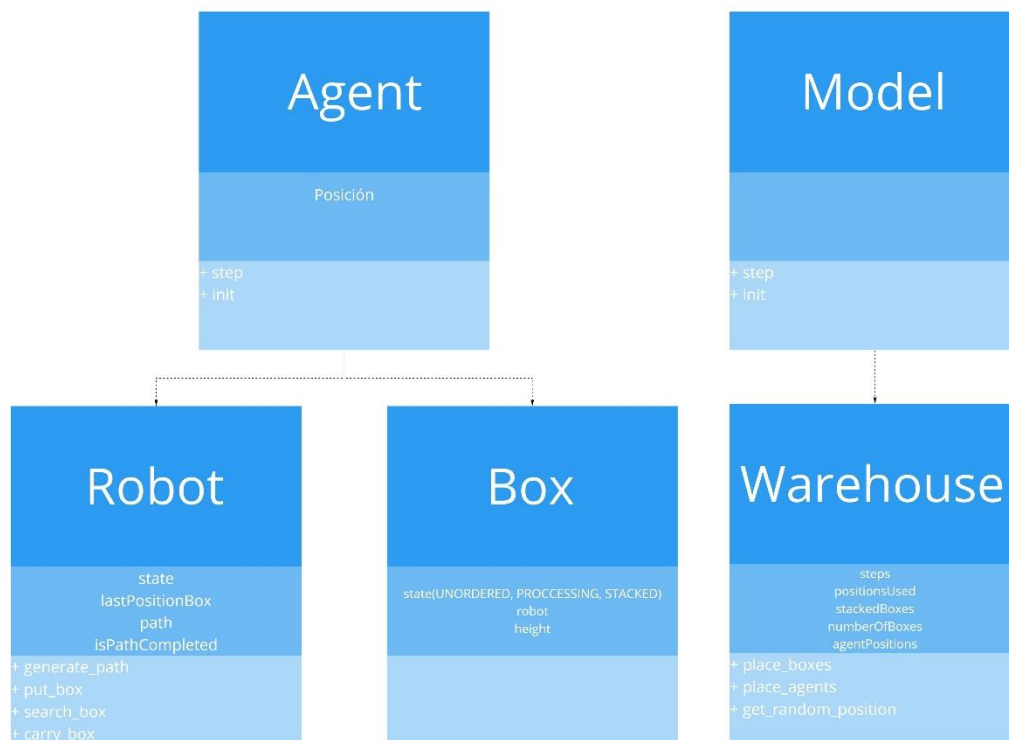 Agent
Posición
+ step
+ init
Model
+ step
+ init
Robot
state
lastPositionBox
path
isPathCompleted
+ generate_path
+ put_box
+ search_box
+ carry_box
Box
state(UNORDERED, PROCCESSING, STACKED)
robot
height
Warehouse
steps
positionsUsed
stackedBoxes
numberOfBoxes
agentPositions
+ place_boxes
+ place_agents
+ get_random_position